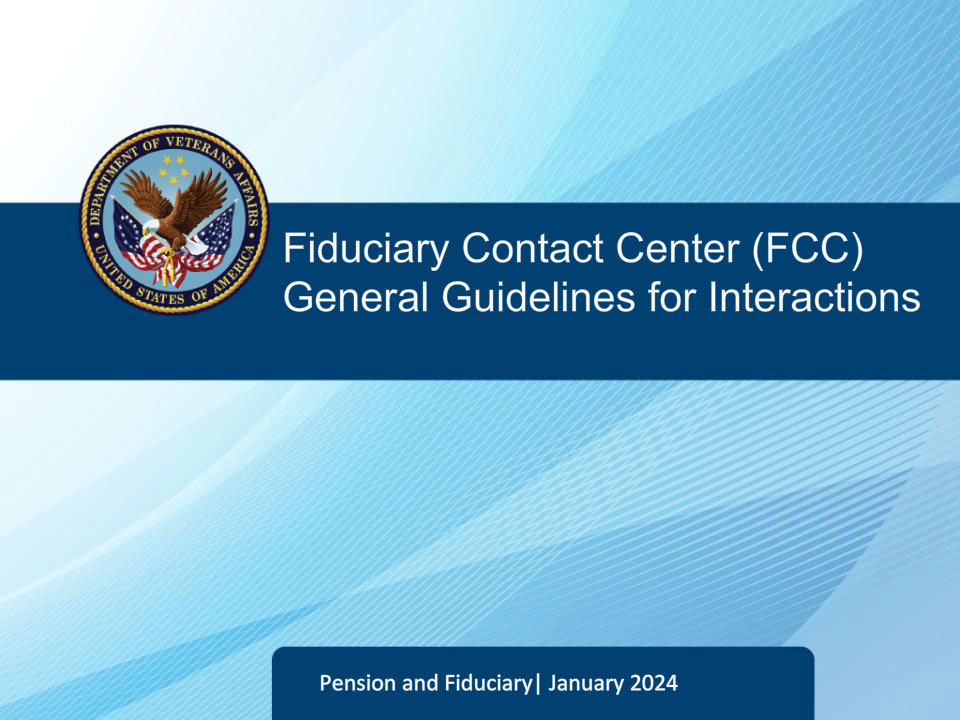 DEPARTMENT OF VETERANS AFFAIRS
UNITED STATES OF AMERICA
Fiduciary Contact Center (FCC)
General Guidelines for Interactions
Pension and Fiduciary| January 2024